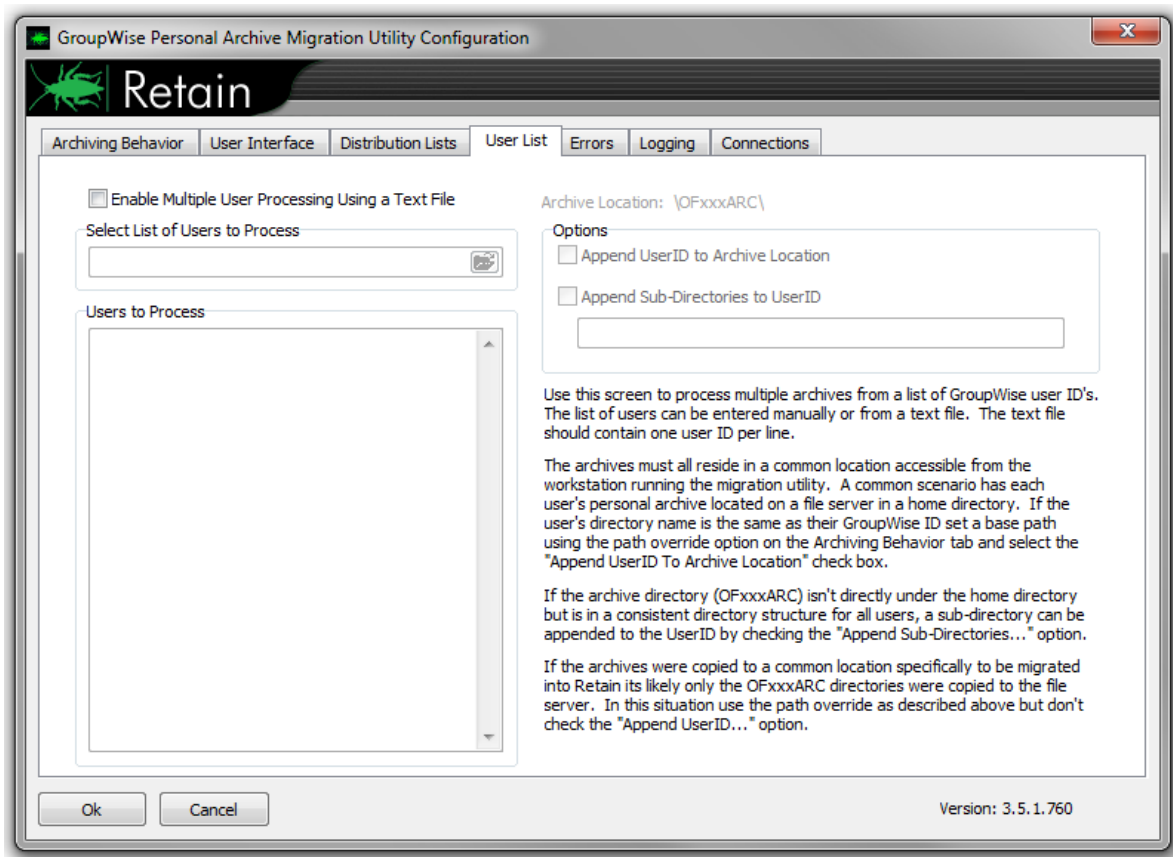 GroupWise Personal Archive Migration Utility Configuration
Retain
Archiving Behavior
User Interface
Distribution Lists
User List
Errors
Logging
Connections
Enable Multiple User Processing Using a Text File
Select List of Users to Process
Users to Process
Archive Location: \OFxxxARC\
Options
Append UserID to Archive Location
Append Sub-Directories to UserID
Use this screen to process multiple archives from a list of GroupWise user ID's.
The list of users can be entered manually or from a text file. The text file
should contain one user ID per line.
The archives must all reside in a common location accessible from the
workstation running the migration utility. A common scenario has each
user's personal archive located on a file server in a home directory. If the
user's directory name is the same as their GroupWise ID set a base path
using the path override option on the Archiving Behavior tab and select the
"Append UserID To Archive Location" check box.
If the archive directory (OFxxxARC) isn't directly under the home directory
but is in a consistent directory structure for all users, a sub-directory can be
appended to the UserID by checking the "Append Sub-Directories..." option.
If the archives were copied to a common location specifically to be migrated
into Retain its likely only the OFxxxARC directories were copied to the file
server. In this situation use the path override as described above but don't
check the "Append UserID..." option.
Ok
Cancel
Version: 3.5.1.760